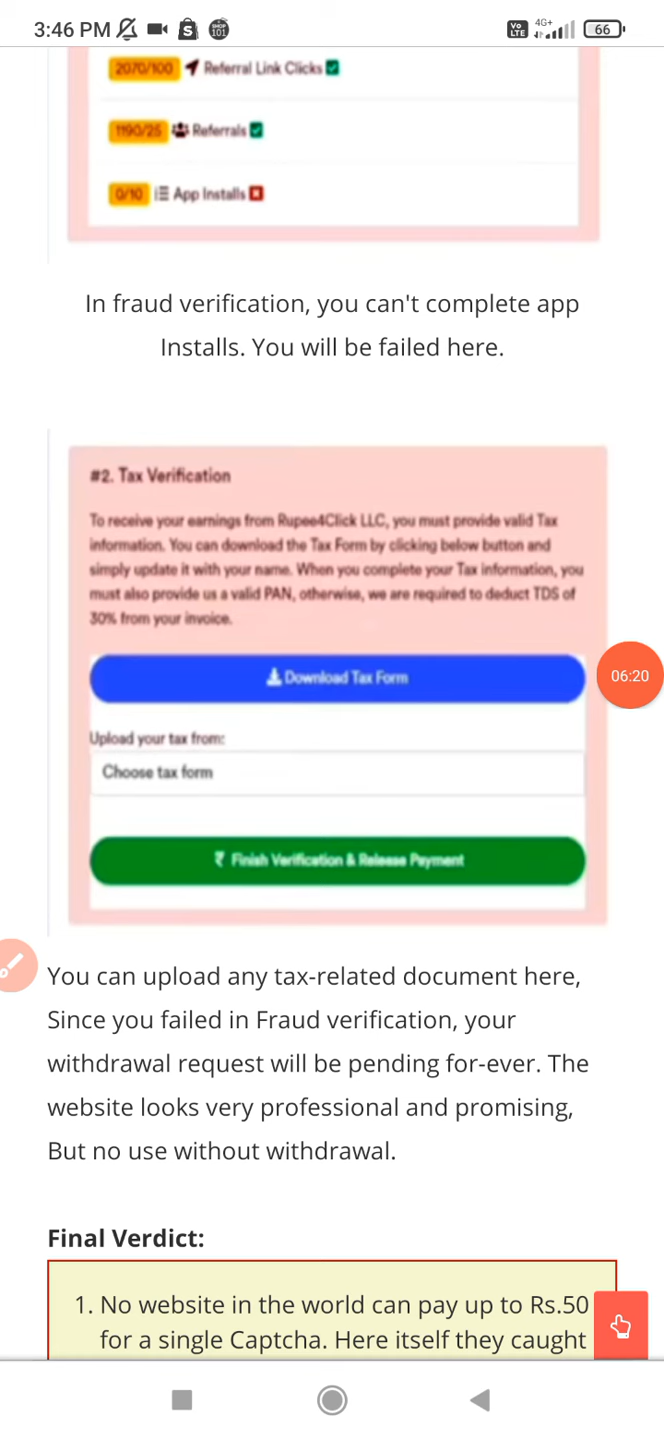 3:46 PM
SHOP 101
Vo LTE 4G+ 66
2070/100 Referral Link Clicks
1190/25 Referrals
0/10 App Installs
In fraud verification, you can't complete app
Installs. You will be failed here.
#2. Tax Verification
To receive your earnings from Rupee4Click LLC, you must provide valid Tax
information. You can download the Tax Form by clicking below button and
simply update it with your name. When you complete your Tax information, you
must also provide us a valid PAN, otherwise, we are required to deduct TDS of
30% from your invoice.
Download Tax Form
06:20
Upload your tax from:
Choose tax form
₹ Finish Verification & Release Payment
You can upload any tax-related document here,
Since you failed in Fraud verification, your
withdrawal request will be pending for-ever. The
website looks very professional and promising,
But no use without withdrawal.
Final Verdict:
1. No website in the world can pay up to Rs.50
for a single Captcha. Here itself they caught